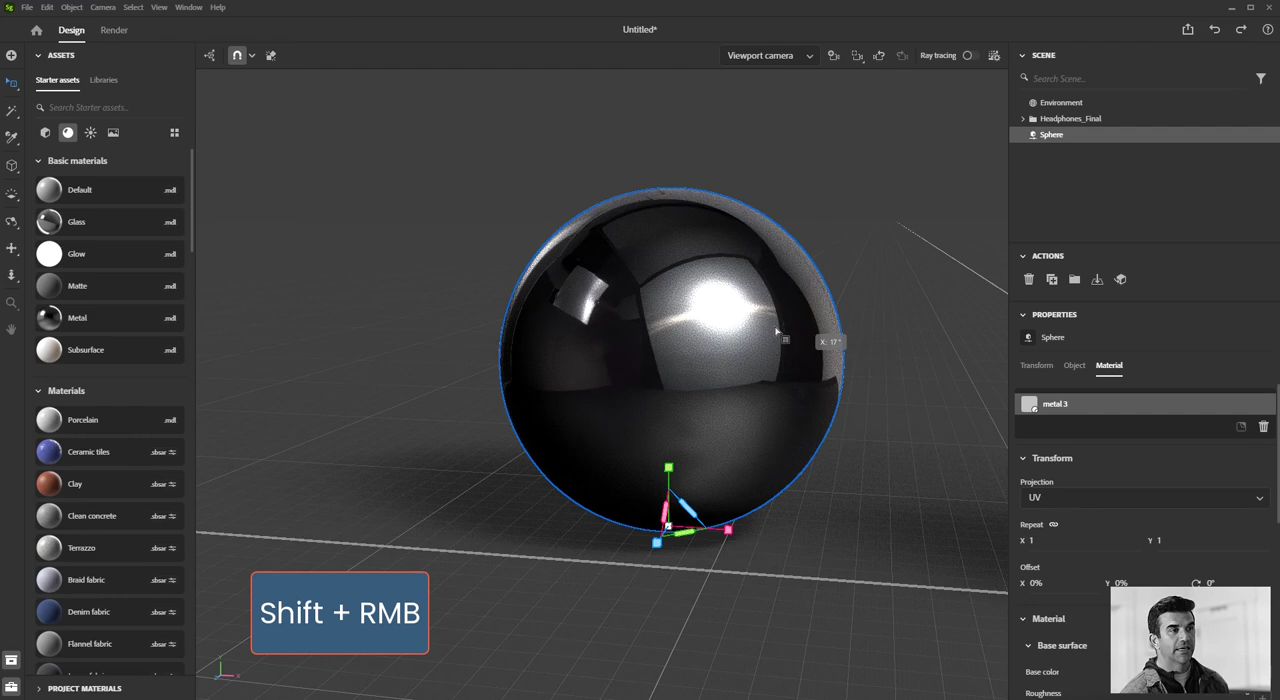 Sg File Edit Object Camera Select View Window Help
Design Render Untitled*
ASSETS
Starter assets Libraries
Search Starter assets..
Basic materials
Default .mdl
Glass .mdl
Glow .mdl
Matte .mdl
Metal .mdl
Subsurface .mdl
Materials
Porcelain .mdl
Ceramic tiles .sbsar
Clay .sbsar
Clean concrete .sbsar
Terrazzo .sbsar
Braid fabric .sbsar
Denim fabric .sbsar
Flannel fabric .sbsar
PROJECT MATERIALS
Viewport camera Ray tracing
X: 17°
Shift + RMB
SCENE
Search Scene...
Environment
Headphones_Final
Sphere
ACTIONS
PROPERTIES
Sphere
Transform Object Material
metal 3
Transform
Projection
UV
Repeat
X 1 Y 1
Offset
X 0% Y 0% 0°
Material
Base surface
Base color
Roughness